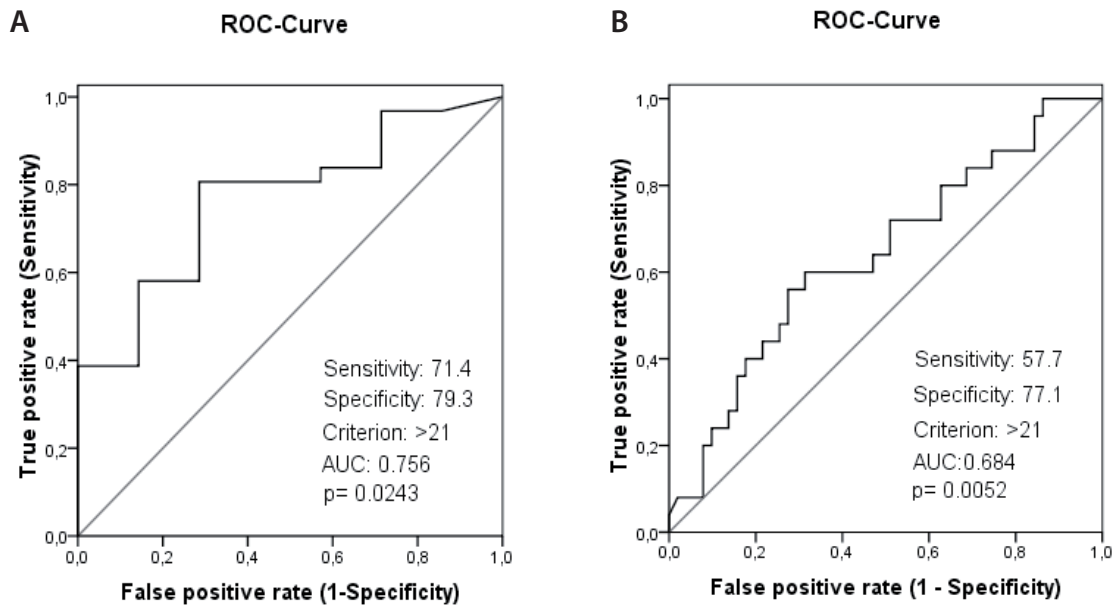 A
ROC-Curve
True positive rate (Sensitivity)
1,0
0,8
0,6
0,4
0,2
0,0
Sensitivity: 71.4
Specificity: 79.3
Criterion: >21
AUC: 0.756
p= 0.0243
0,0 0,2 0,4 0,6 0,8 1,0
False positive rate (1-Specificity)
B
ROC-Curve
True positive rate (Sensitivity)
1,0
0,8
0,6
0,4
0,2
0,0
Sensitivity: 57.7
Specificity: 77.1
Criterion: >21
AUC:0.684
p= 0.0052
0,0 0,2 0,4 0,6 0,8 1,0
False positive rate (1 - Specificity)